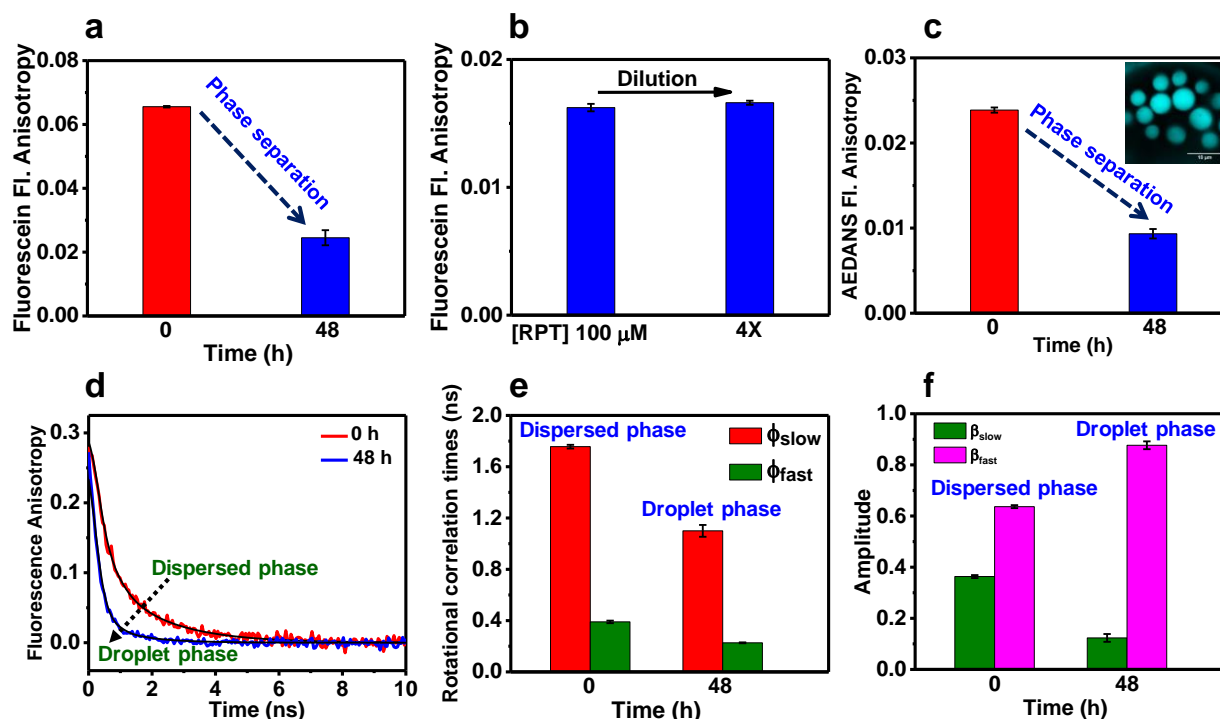 a
Fluorescein Fl. Anisotropy
0.08
0.06
0.04
0.02
0.00
Phase separation
0
48
Time (h)
b
Fluorescein Fl. Anisotropy
0.02
0.01
0.00
Dilution
[RPT] 100 μM
4X
c
AEDANS Fl. Anisotropy
0.03
0.02
0.01
0.00
Phase separation
10 μm
0
48
Time (h)
d
Fluorescence Anisotropy
0.3
0.2
0.1
0.0
0 h
48 h
Dispersed phase
Droplet phase
0
2
4
6
8
10
Time (ns)
e
Rotational correlation times (ns)
2.0
1.6
1.2
0.8
0.4
0.0
Dispersed phase
ϕslow
ϕfast
Droplet phase
0
48
Time (h)
f
Amplitude
1.0
0.8
0.6
0.4
0.2
0.0
βslow
βfast
Droplet phase
Dispersed phase
0
48
Time (h)